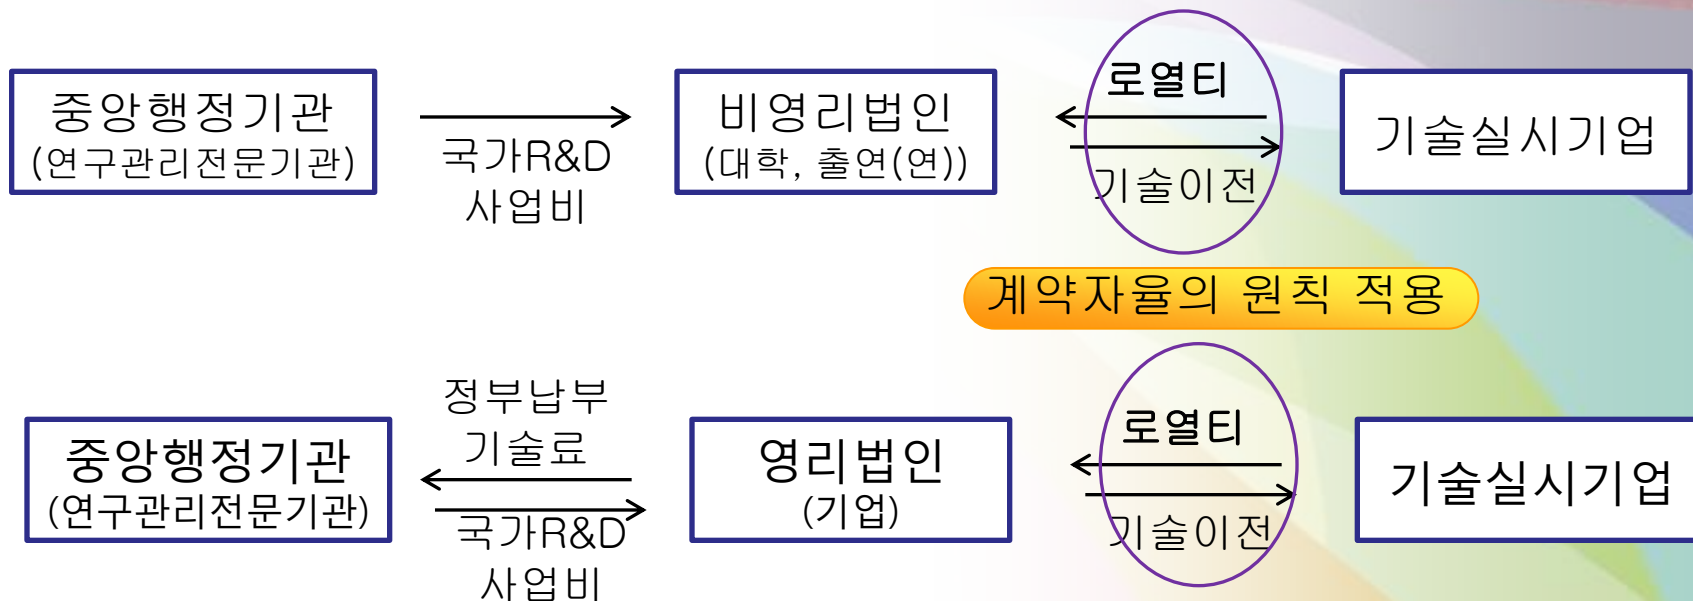 중앙행정기관
(연구관리전문기관)
국가R&D
사업비
비영리법인
(대학, 출연(연))
로열티
기술이전
기술실시기업
계약자율의 원칙 적용
중앙행정기관
(연구관리전문기관)
정부납부
기술료
국가R&D
사업비
영리법인
(기업)
로열티
기술이전
기술실시기업